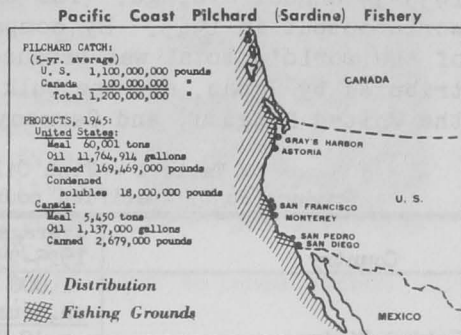 Pacific Coast Pilchard (Sardine) Fishery
PILCHARD CATCH:
(5-yr. average)
U. S. 1,100,000,000 pounds
Canada 100,000,000 "
Total 1,200,000,000 "
PRODUCTS, 1945:
United States:
Meal 60,001 tons
Oil 11,764,914 gallons
Canned 169,469,000 pounds
Condensed
solubles 18,000,000 pounds
Canada:
Meal 5,450 tons
Oil 1,137,000 gallons
Canned 2,679,000 pounds
Distribution
Fishing Grounds
CANADA
GRAY'S HARBOR
ASTORIA
U. S.
SAN FRANCISCO
MONTEREY
SAN PEDRO
SAN DIEGO
MEXICO